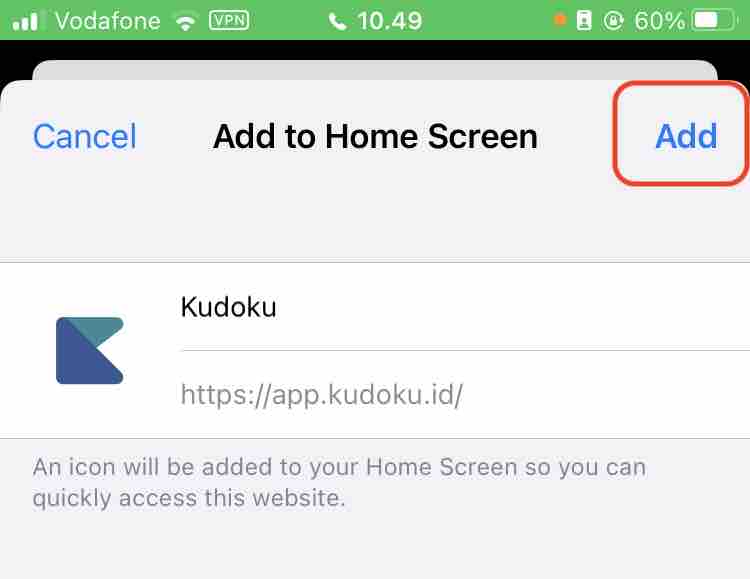 Vodafone VPN 10.49 60%
Cancel Add to Home Screen Add
Kudoku
https://app.kudoku.id/
An icon will be added to your Home Screen so you can
quickly access this website.